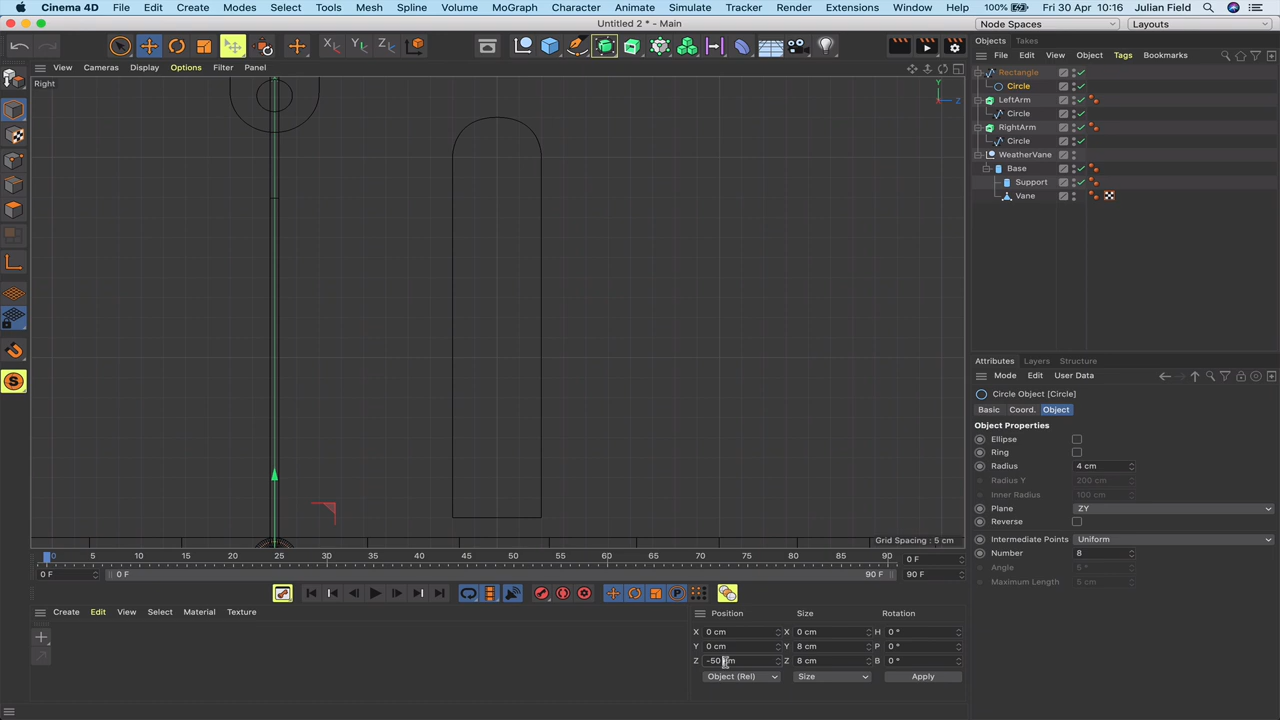 Cinema 4D File Edit Create Modes Select Tools Mesh Spline Volume MoGraph Character Animate Simulate Tracker Render Extensions Window Help 100% Fri 30 Apr 10:16 Julian Field
Untitled 2 * - Main
Node Spaces Layouts
Objects Takes
File Edit View Object Tags Bookmarks
View Cameras Display Options Filter Panel
Right
Y
Z
Rectangle
Circle
LeftArm
Circle
RightArm
Circle
WeatherVane
Base
Support
Vane
Attributes Layers Structure
Mode Edit User Data
Circle Object [Circle]
Basic Coord. Object
Object Properties
Ellipse
Ring
Radius 4 cm
Radius Y 200 cm
Inner Radius 100 cm
Plane ZY
Reverse
Intermediate Points Uniform
Number 8
Angle 5 °
Maximum Length 5 cm
Grid Spacing : 5 cm
0 5 10 15 20 25 30 35 40 45 50 55 60 65 70 75 80 85 90 0 F
0 F 0 F 90 F 90 F
Create Edit View Select Material Texture
Position Size Rotation
X 0 cm X 0 cm H 0 °
Y 0 cm Y 8 cm P 0 °
Z -50 cm Z 8 cm B 0 °
Object (Rel) Size Apply